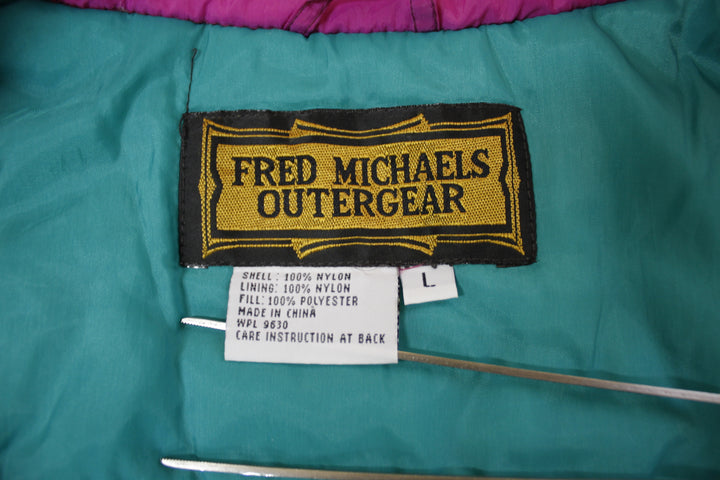 FRED MICHAELS
OUTERGEAR
SHELL: 100% NYLON
LINING: 100% NYLON
FILL: 100% POLYESTER
MADE IN CHINA
WPL 9630
CARE INSTRUCTION AT BACK
L